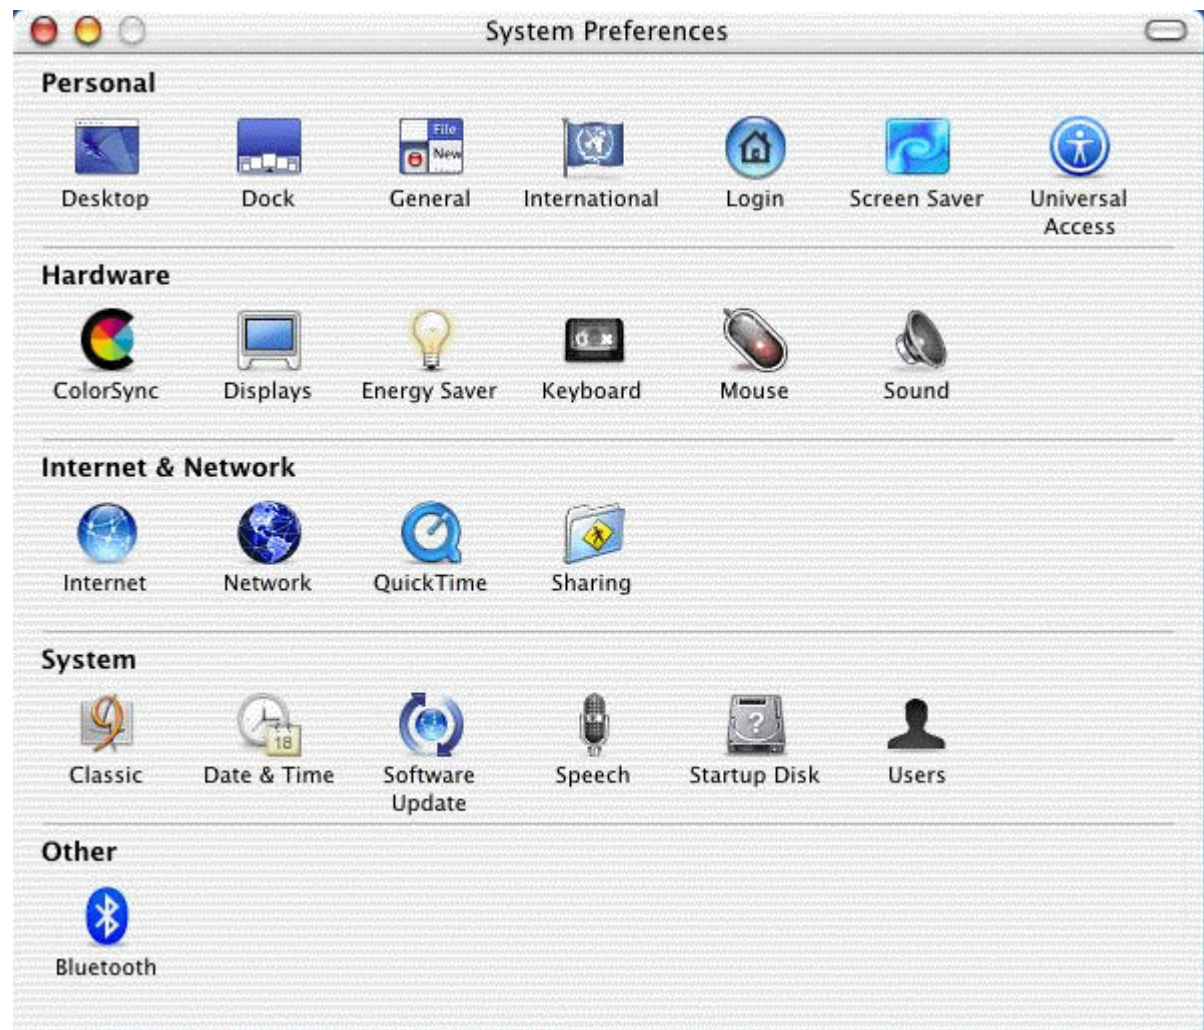 System Preferences
Personal
File
New
Desktop Dock General International Login Screen Saver Universal
Access
Hardware
ColorSync Displays Energy Saver Keyboard Mouse Sound
Internet & Network
Internet Network QuickTime Sharing
System
9
18
?
Classic Date & Time Software Speech Startup Disk Users
Update
Other
Bluetooth